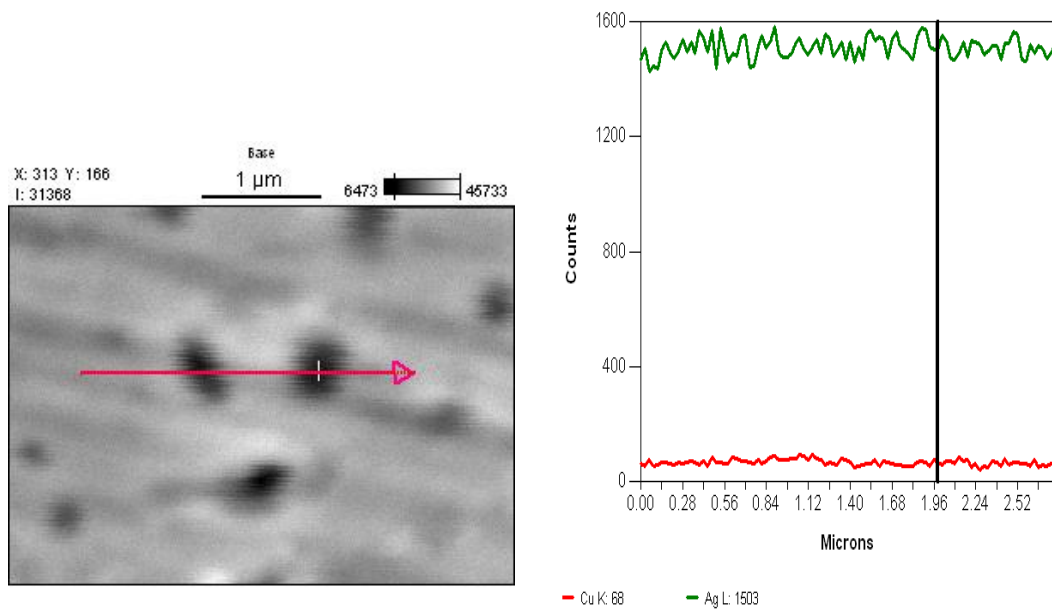 Base
X: 313 Y: 166
I: 31368
1 µm
6473
45733
1600
1200
800
400
0
Counts
0.00 0.28 0.56 0.84 1.12 1.40 1.68 1.96 2.24 2.52
Microns
Cu K: 68 Ag L: 1503